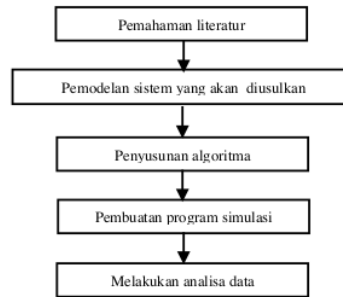 Pemahaman literatur
Pemodelan sistem yang akan diusulkan
Penyusunan algoritma
Pembuatan program simulasi
Melakukan analisa data